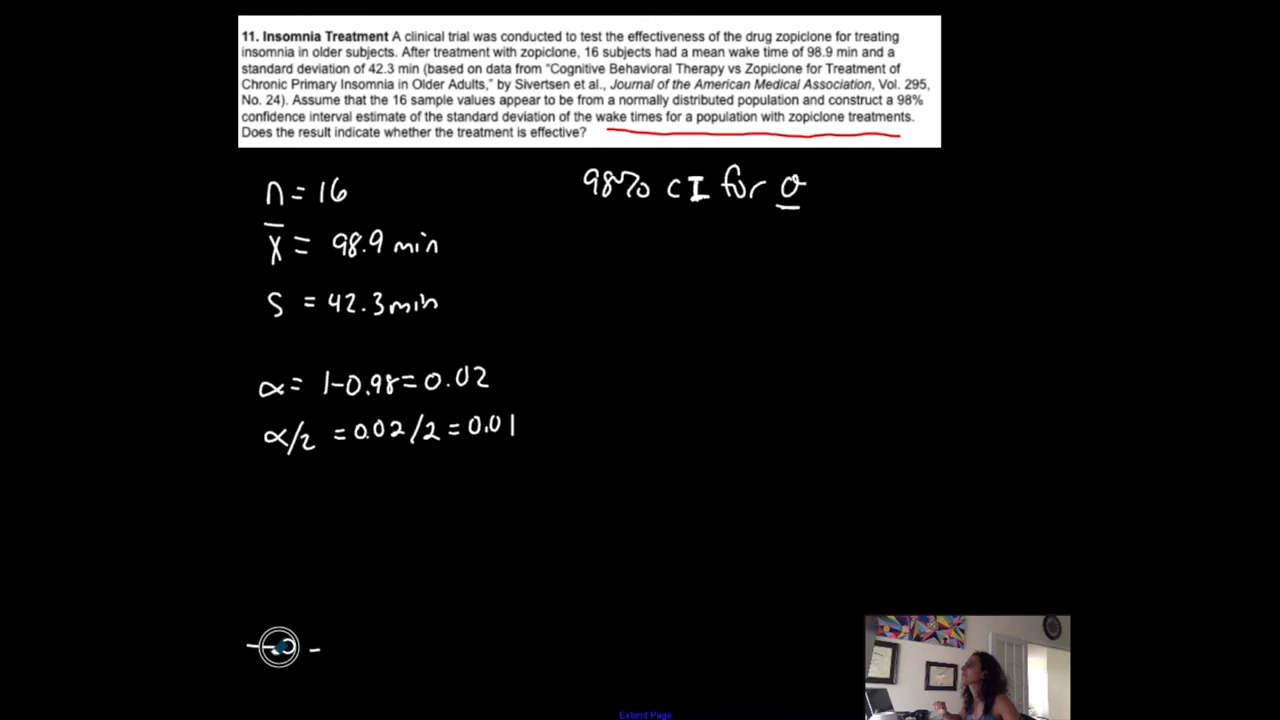 11. Insomnia Treatment A clinical trial was conducted to test the effectiveness of the drug zopiclone for treating
insomnia in older subjects. After treatment with zopiclone, 16 subjects had a mean wake time of 98.9 min and a
standard deviation of 42.3 min (based on data from "Cognitive Behavioral Therapy vs Zopiclone for Treatment of
Chronic Primary Insomnia in Older Adults," by Sivertsen et al., Journal of the American Medical Association, Vol. 295,
No. 24). Assume that the 16 sample values appear to be from a normally distributed population and construct a 98%
confidence interval estimate of the standard deviation of the wake times for a population with zopiclone treatments.
Does the result indicate whether the treatment is effective?
98% CI for σ
n = 16
x̅ = 98.9 min
s = 42.3 min
α = 1-0.98 = 0.02
α/2 = 0.02/2 = 0.01
Extend Page